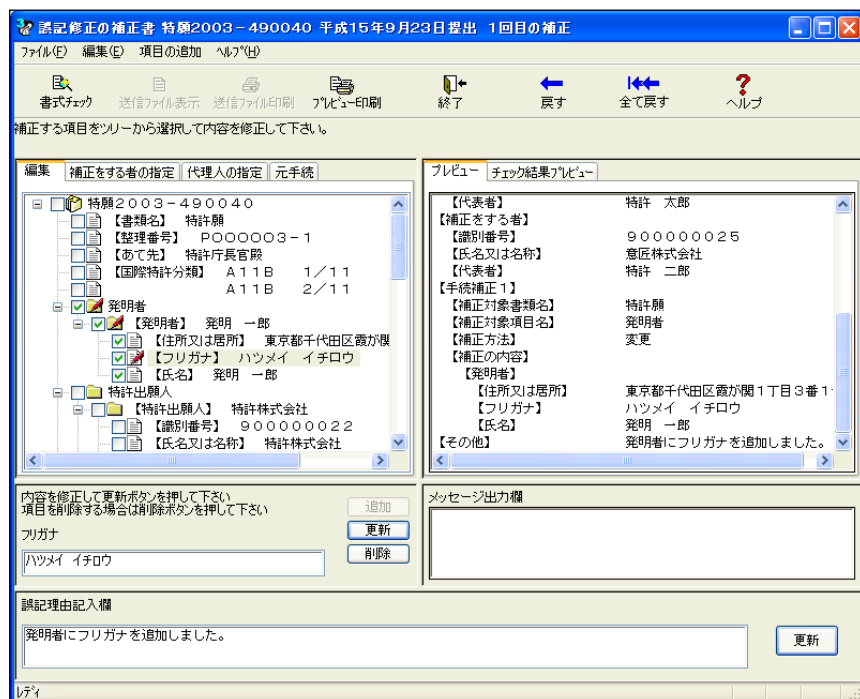 誤記修正の補正書 特願2003－490040 平成15年9月23日提出 1回目の補正
ファイル(F) 編集(E) 項目の追加 ヘルプ(H)
書式チェック 送信ファイル表示 送信ファイル印刷 プレビュー印刷 終了 戻す 全て戻す ヘルプ
補正する項目をツリーから選択して内容を修正して下さい。
編集 補正をする者の指定 代理人の指定 元手続
特願２００３－４９００４０
【書類名】 特許願
【整理番号】 Ｐ０００００３－１
【あて先】 特許庁長官殿
【国際特許分類】 Ａ１１Ｂ １／１１
Ａ１１Ｂ ２／１１
発明者
【発明者】 発明 一郎
【住所又は居所】 東京都千代田区霞が関
【フリガナ】 ハツメイ イチロウ
【氏名】 発明 一郎
特許出願人
【特許出願人】 特許株式会社
【識別番号】 ９０００００００２２
【氏名又は名称】 特許株式会社
プレビュー チェック結果プレビュー
【代表者】 特許 太郎
【補正をする者】
【識別番号】 ９０００００００２５
【氏名又は名称】 意匠株式会社
【代表者】 特許 二郎
【手続補正１】
【補正対象書類名】 特許願
【補正対象項目名】 発明者
【補正方法】 変更
【補正の内容】
【発明者】
【住所又は居所】 東京都千代田区霞が関１丁目３番１
【フリガナ】 ハツメイ イチロウ
【氏名】 発明 一郎
【その他】 発明者にフリガナを追加しました。
内容を修正して更新ボタンを押して下さい
項目を削除する場合は削除ボタンを押して下さい
追加
更新
削除
フリガナ
ハツメイ イチロウ
メッセージ出力欄
誤記理由記入欄
発明者にフリガナを追加しました。
更新
レディ